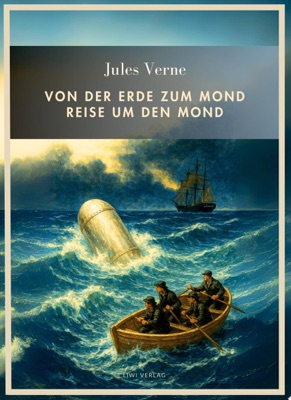 Jules Verne
VON DER ERDE ZUM MOND
REISE UM DEN MOND
LIWI VERLAG